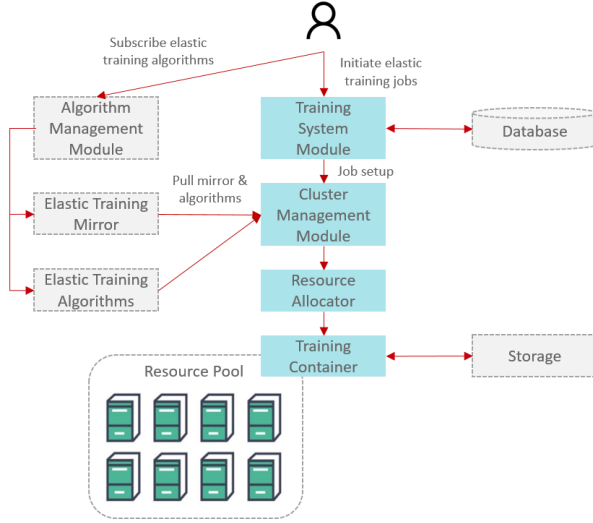 Subscribe elastic
training algorithms
Initiate elastic
training jobs
Algorithm
Management
Module
Training
System
Module
Database
Job setup
Pull mirror &
algorithms
Elastic Training
Mirror
Cluster
Management
Module
Elastic Training
Algorithms
Resource
Allocator
Training
Container
Storage
Resource Pool